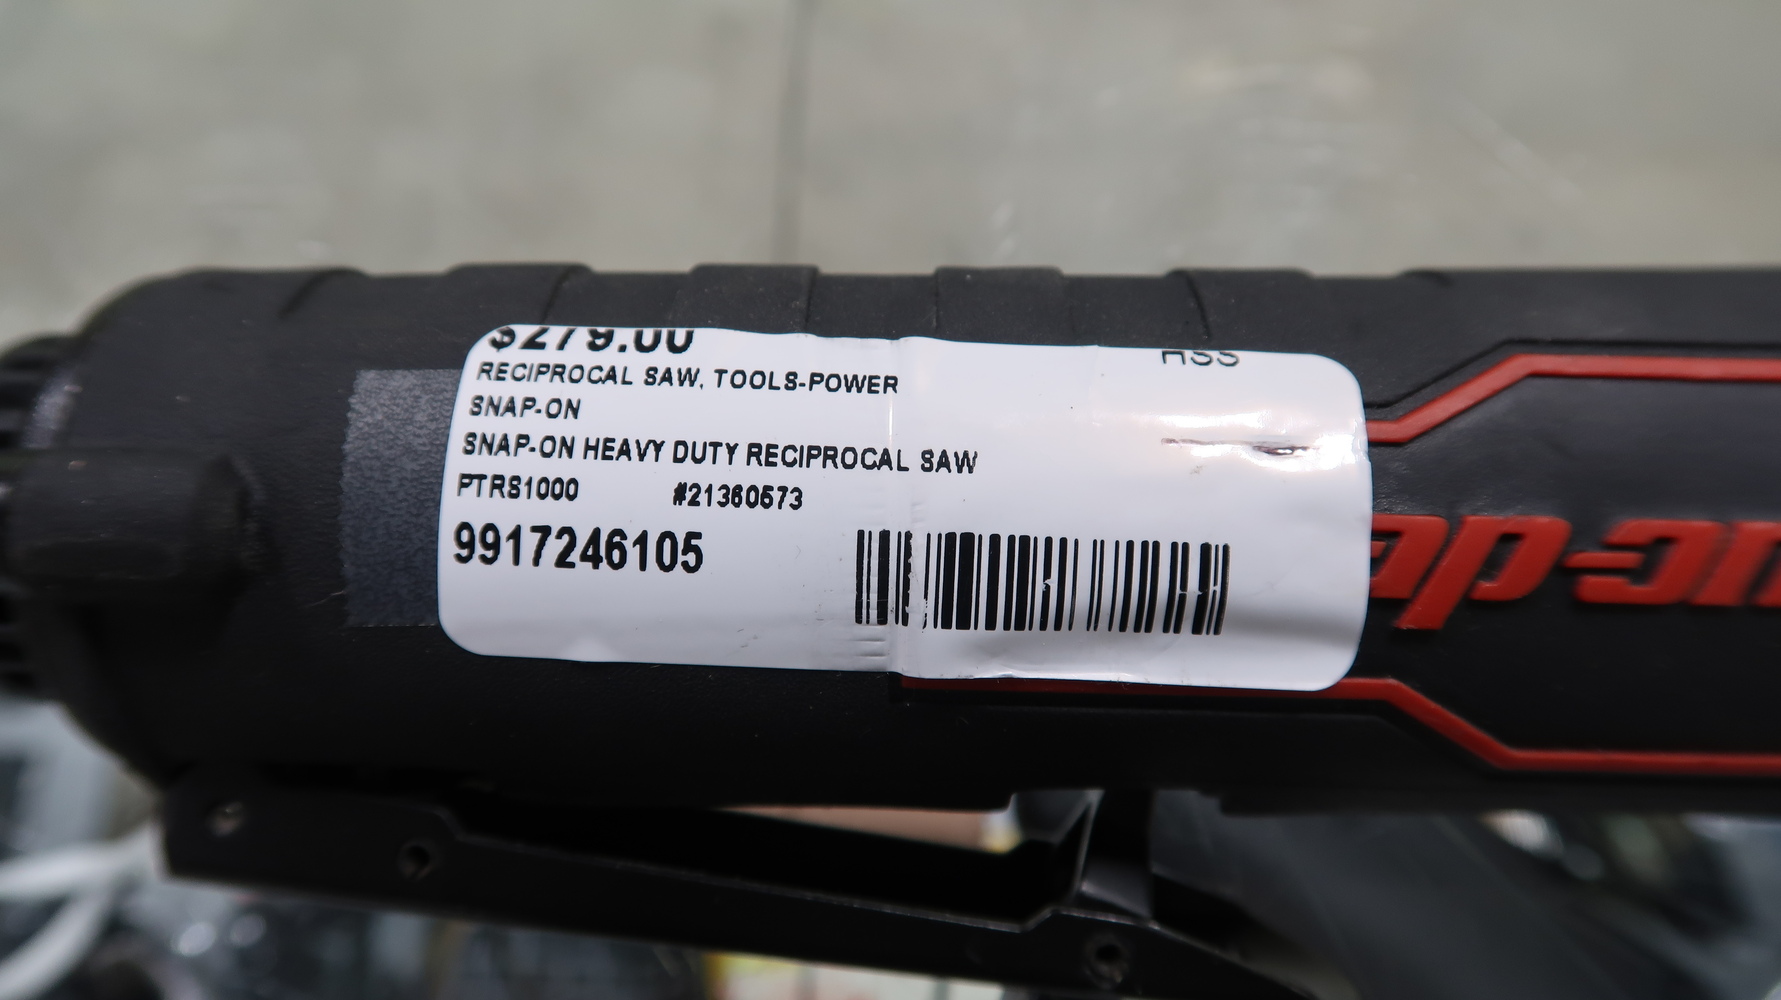 $279.00
HSS
RECIPROCAL SAW, TOOLS-POWER
SNAP-ON
SNAP-ON HEAVY DUTY RECIPROCAL SAW
PTRS1000 #21360573
9917246105